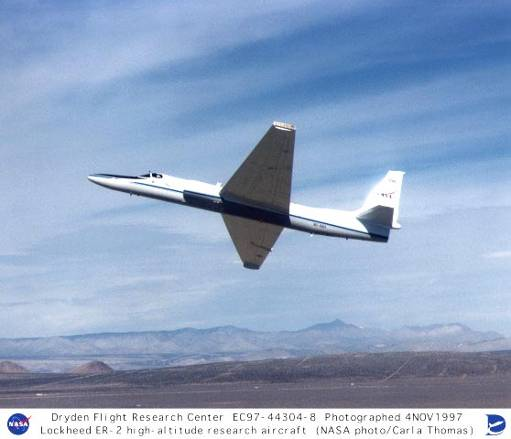 Dryden Flight Research Center EC97-44304-8 Photographed 4NOV1997
NASA
Lockheed ER-2 high-altitude research aircraft (NASA photo/Carla Thomas)